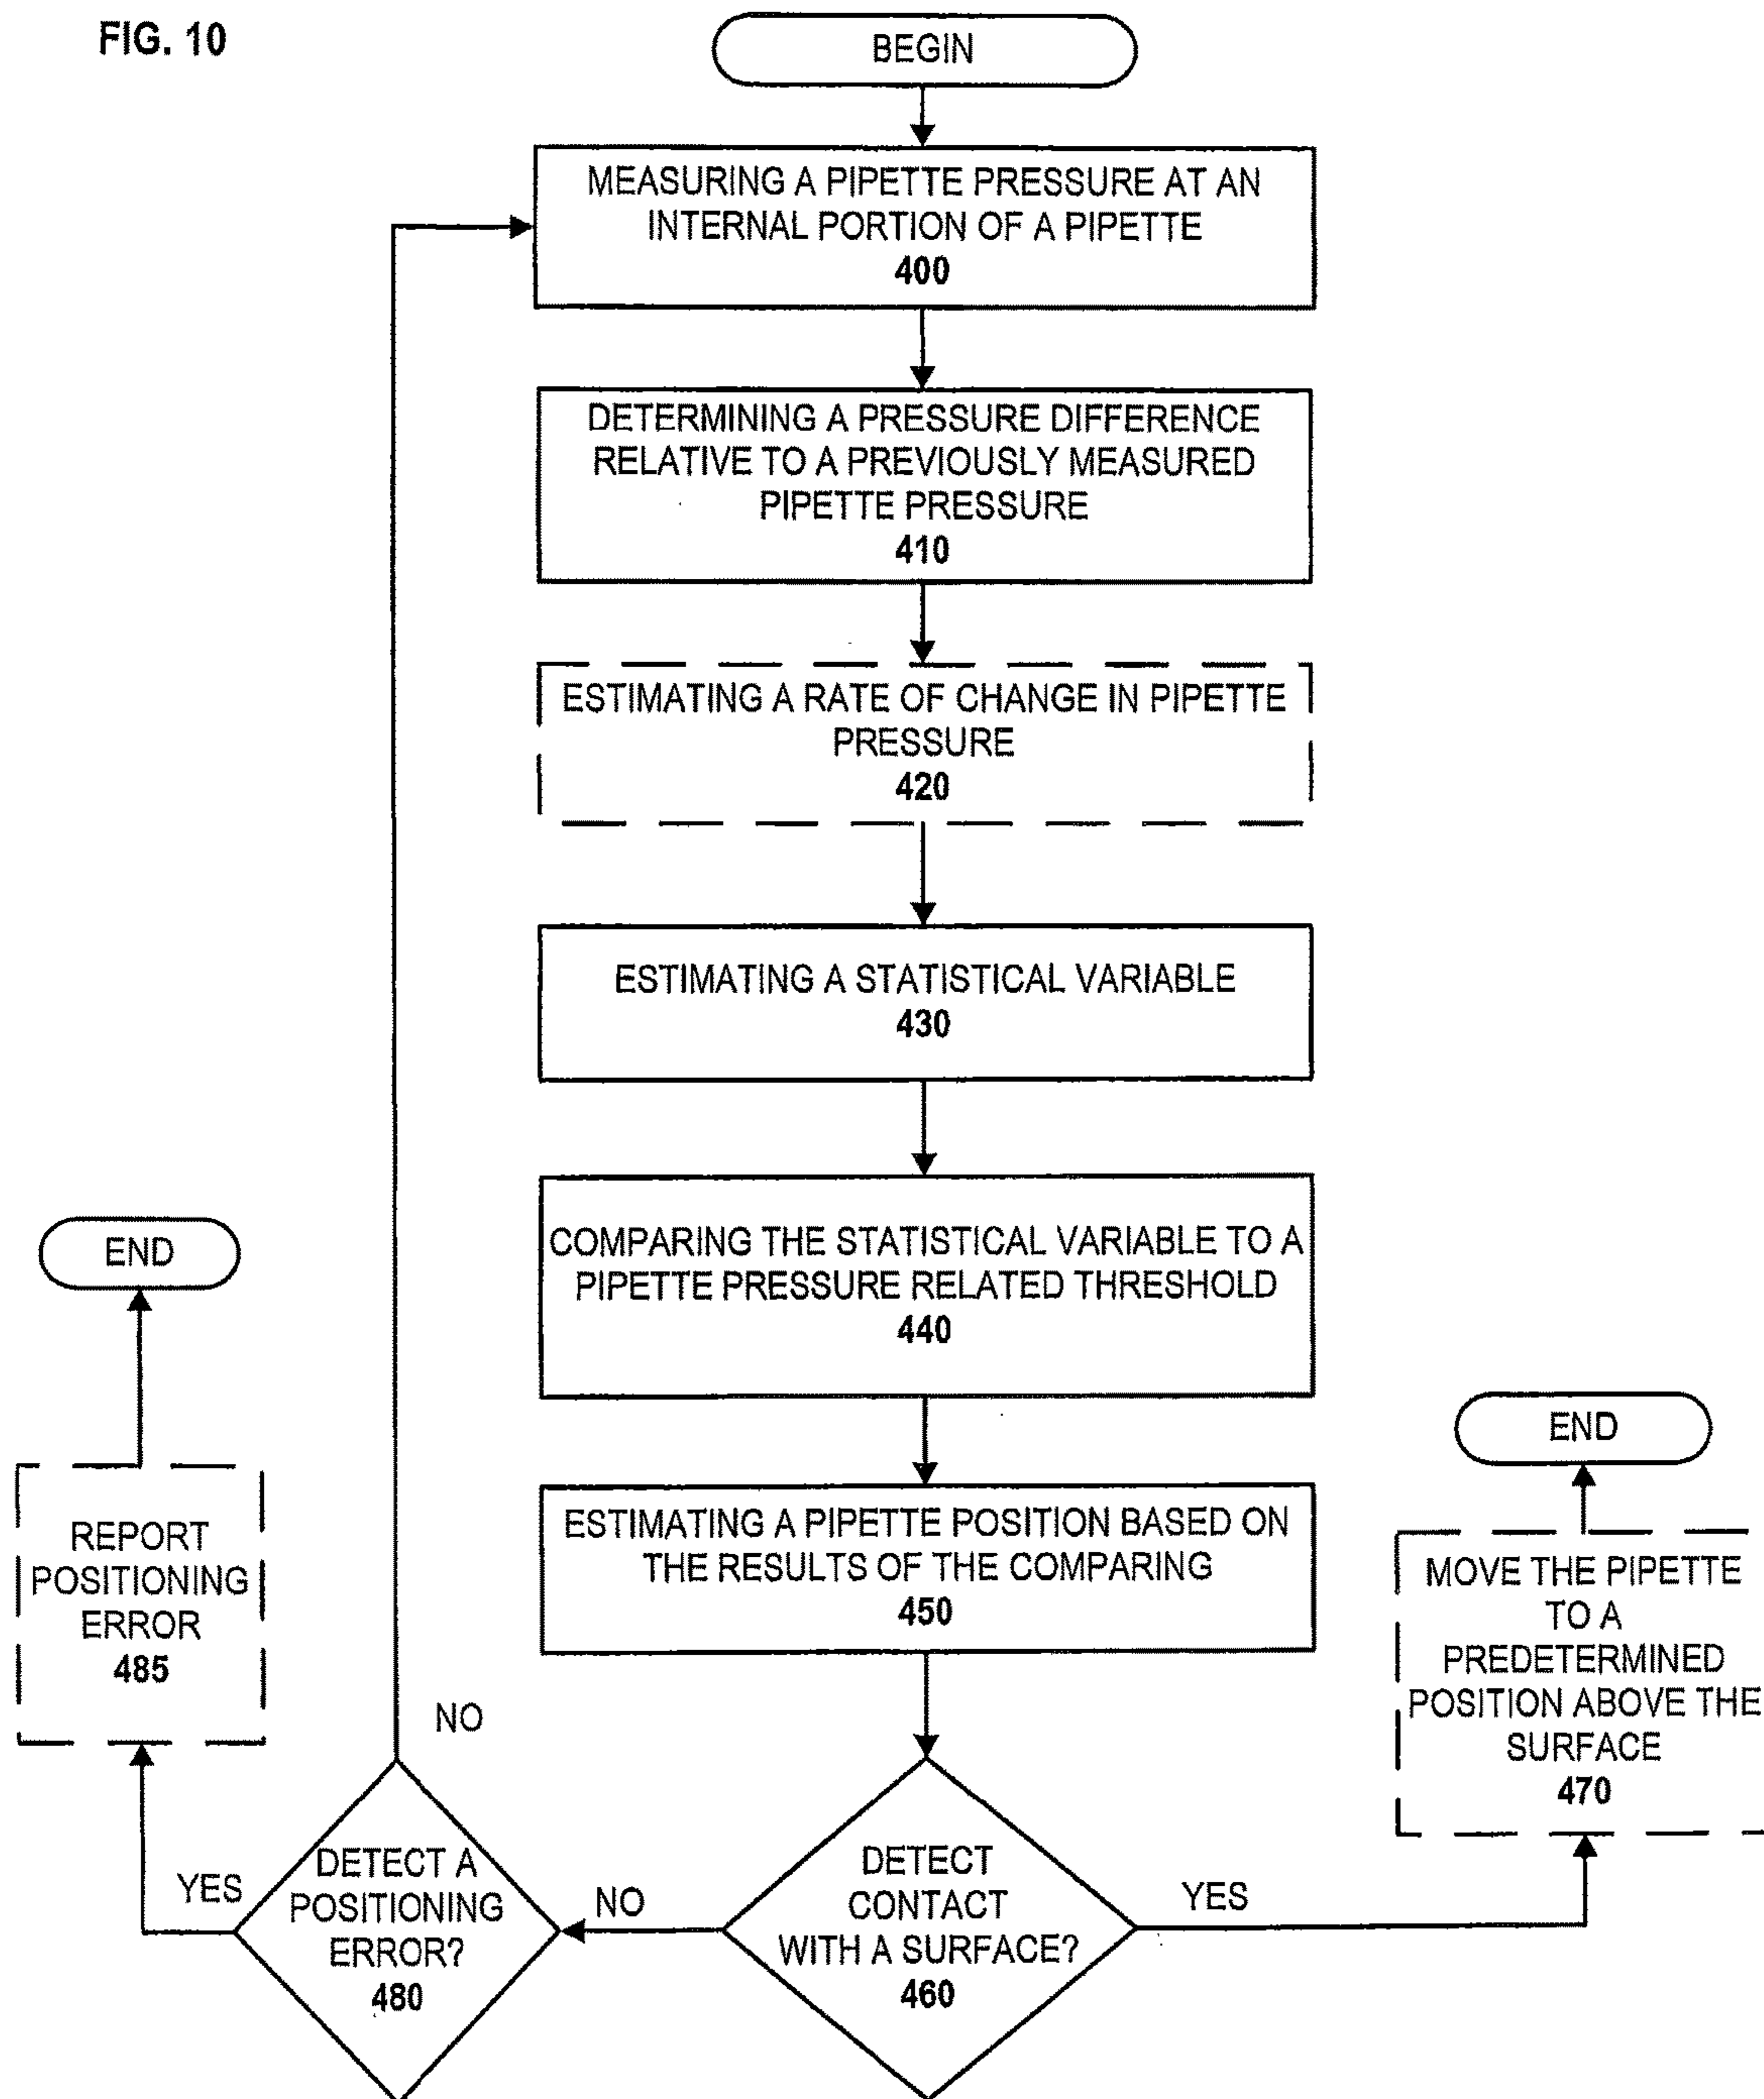 FIG. 10
BEGIN
MEASURING A PIPETTE PRESSURE AT AN
INTERNAL PORTION OF A PIPETTE
400
DETERMINING A PRESSURE DIFFERENCE
RELATIVE TO A PREVIOUSLY MEASURED
PIPETTE PRESSURE
410
ESTIMATING A RATE OF CHANGE IN PIPETTE
PRESSURE
420
ESTIMATING A STATISTICAL VARIABLE
430
COMPARING THE STATISTICAL VARIABLE TO A
PIPETTE PRESSURE RELATED THRESHOLD
440
ESTIMATING A PIPETTE POSITION BASED ON
THE RESULTS OF THE COMPARING
450
DETECT
CONTACT
WITH A SURFACE?
460
YES
MOVE THE PIPETTE
TO A
PREDETERMINED
POSITION ABOVE THE
SURFACE
470
END
NO
DETECT A
POSITIONING
ERROR?
480
NO
YES
REPORT
POSITIONING
ERROR
485
END